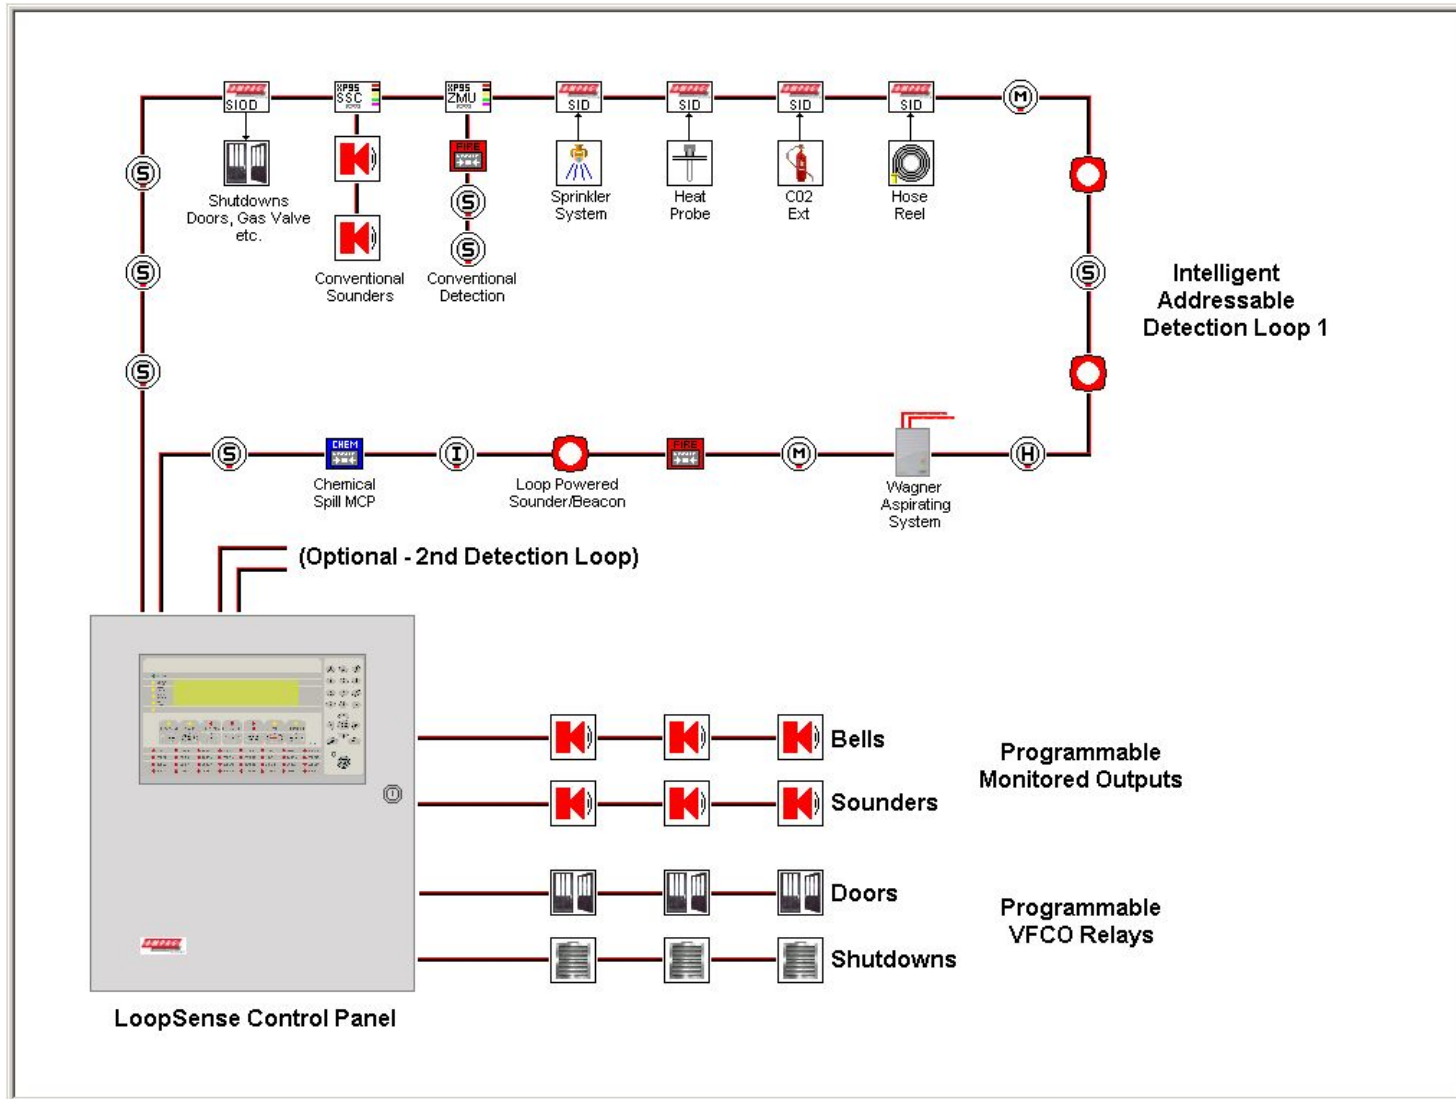 SIOD
XP95
SSC
XP95
ZMU
SID
SID
SID
SID
M
S
FIRE
Shutdowns
Doors, Gas Valve
etc.
S
Sprinkler
System
Heat
Probe
C02
Ext
Hose
Reel
S
Conventional
Sounders
Conventional
Detection
S
S
Intelligent
Addressable
Detection Loop 1
S
S
CHEM
I
FIRE
M
H
Chemical
Spill MCP
Loop Powered
Sounder/Beacon
Wagner
Aspirating
System
(Optional - 2nd Detection Loop)
Bells
Programmable
Monitored Outputs
Sounders
Doors
Programmable
VFCO Relays
Shutdowns
LoopSense Control Panel